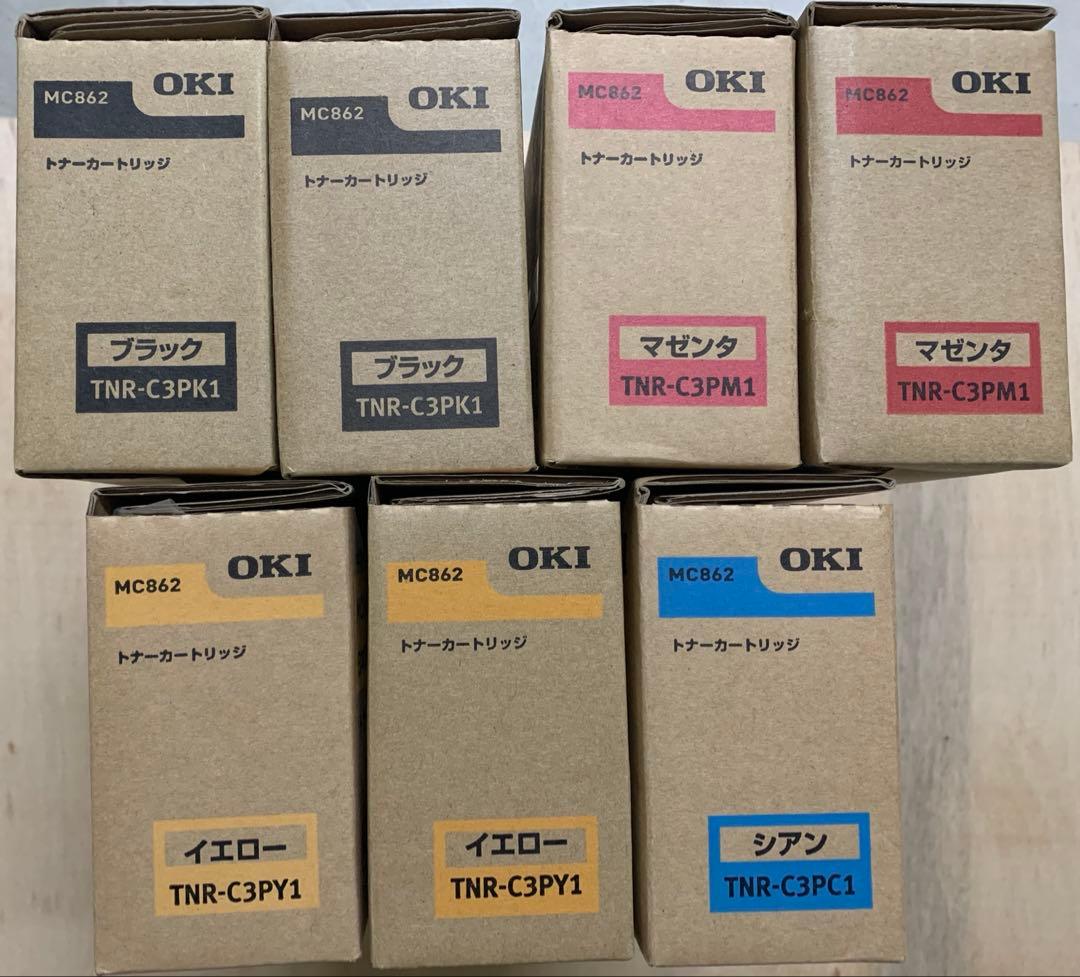 MC862
OKI
トナーカートリッジ
ブラック
TNR-C3PK1
MC862
OKI
トナーカートリッジ
ブラック
TNR-C3PK1
MC862
OKI
トナーカートリッジ
マゼンタ
TNR-C3PM1
MC862
OKI
トナーカートリッジ
マゼンタ
TNR-C3PM1
MC862
OKI
トナーカートリッジ
イエロー
TNR-C3PY1
MC862
OKI
トナーカートリッジ
イエロー
TNR-C3PY1
MC862
OKI
トナーカートリッジ
シアン
TNR-C3PC1